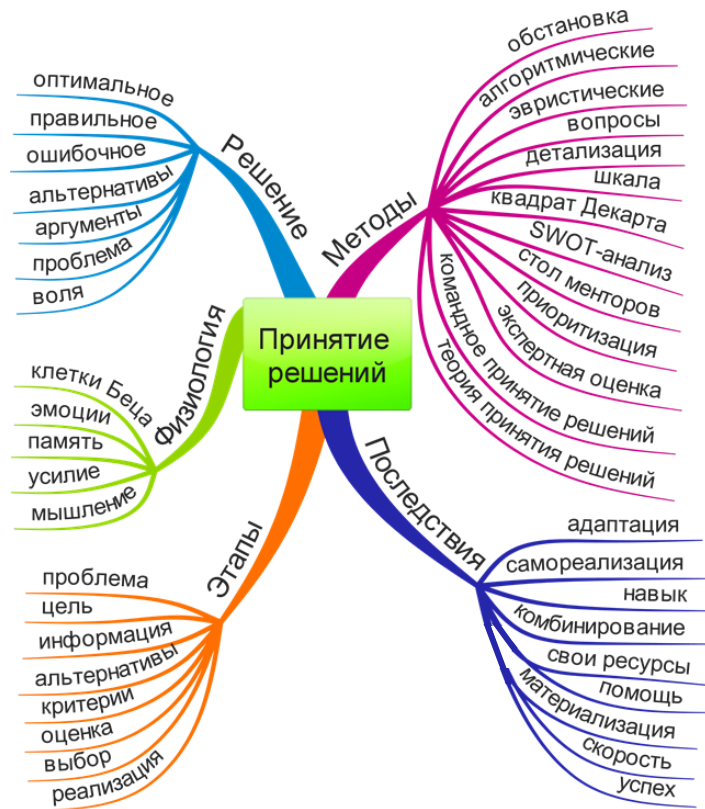 Принятие
решений
Решение
оптимальное
правильное
ошибочное
альтернативы
аргументы
проблема
воля
Физиология
клетки Беца
эмоции
память
усилие
мышление
Этапы
проблема
цель
информация
альтернативы
критерии
оценка
выбор
реализация
Методы
обстановка
алгоритмические
эвристические
вопросы
детализация
шкала
квадрат Декарта
SWOT-анализ
стол менторов
приоритизация
экспертная оценка
командное принятие решений
теория принятия решений
Последствия
адаптация
самореализация
навык
комбинирование
свои ресурсы
помощь
материализация
скорость
успех